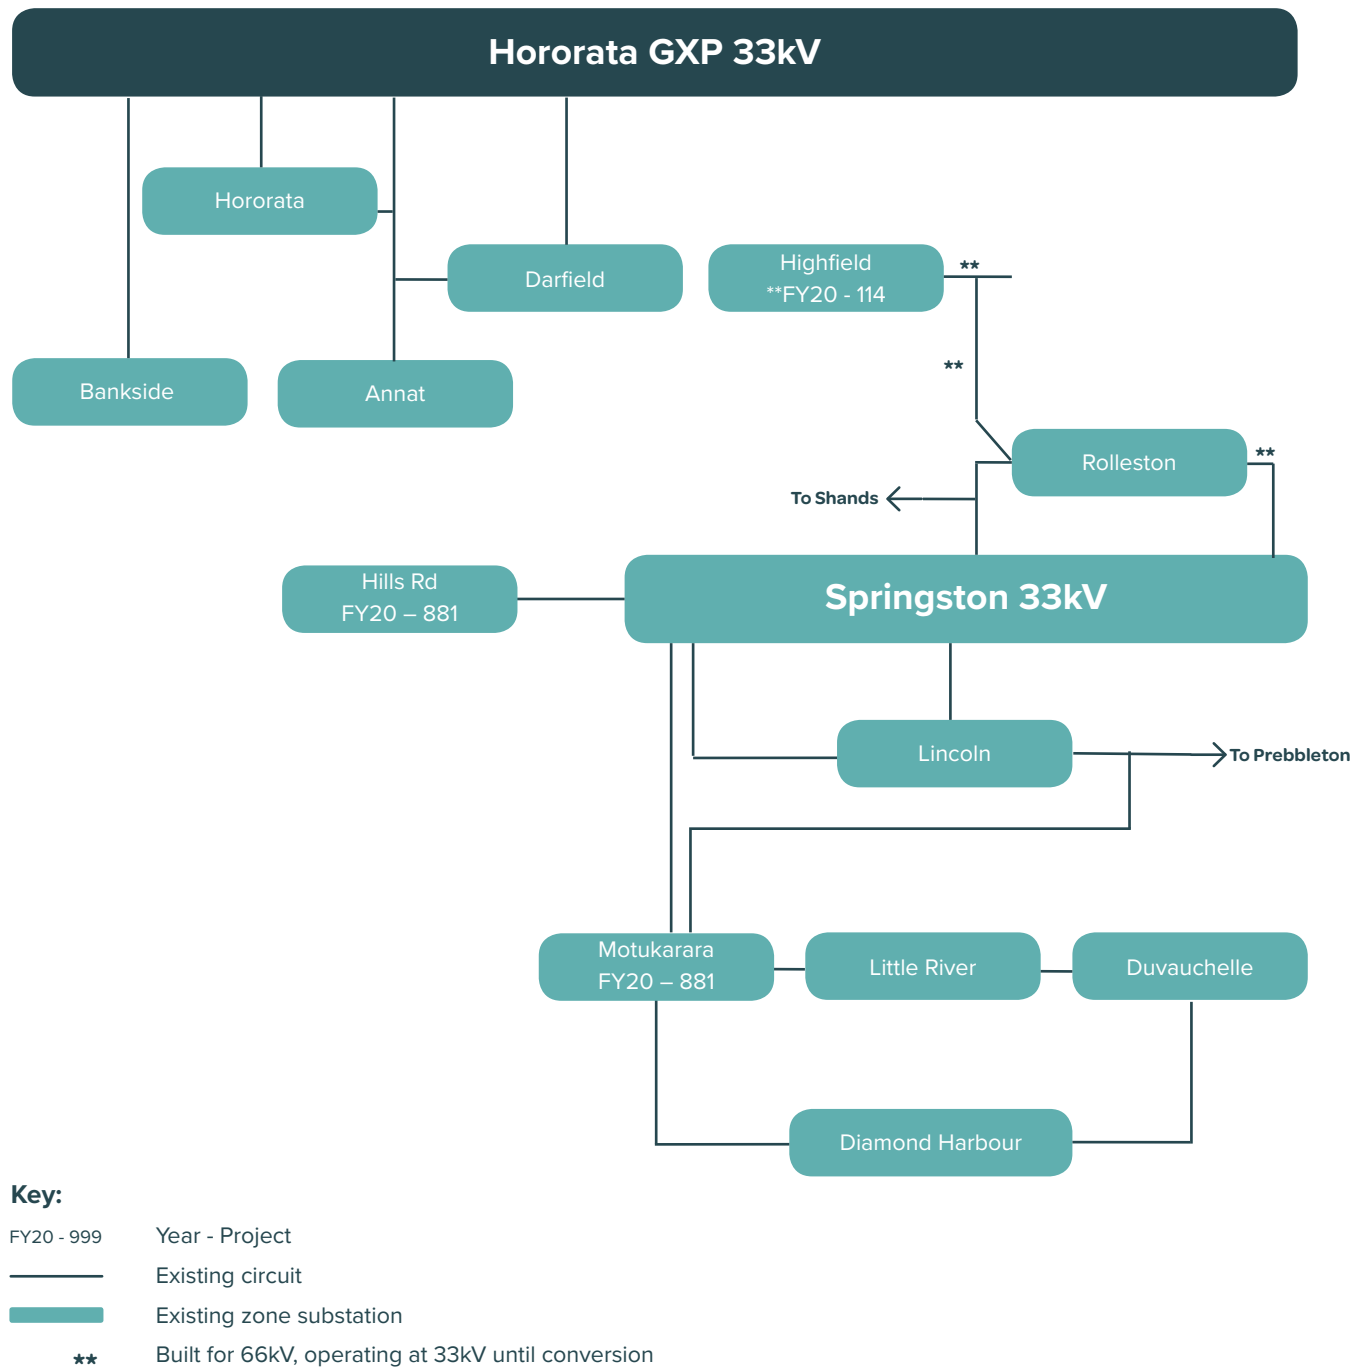 Hororata GXP 33kV
Hororata
Darfield
Highfield
**FY20 - 114
**
**
Bankside
Annat
Rolleston
**
To Shands
Hills Rd
FY20 – 881
Springston 33kV
Lincoln
To Prebbleton
Motukarara
FY20 – 881
Little River
Duvauchelle
Diamond Harbour
Key:
FY20 - 999 Year - Project
Existing circuit
Existing zone substation
** Built for 66kV, operating at 33kV until conversion